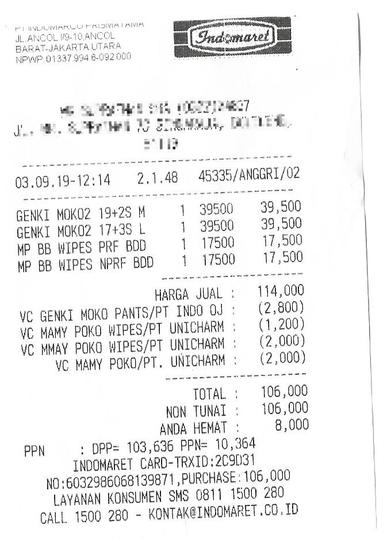 PT.INDOMARCO PRISMATAMA
JL.ANCOL I/9-10,ANCOL
BARAT-JAKARTA UTARA
NPWP:01337.994.6-092.000
Indomaret
03.09.19-12:14 2.1.48 45335/ANGGRI/02
GENKI MOKO2 19+2S M 1 39500 39,500
GENKI MOKO2 17+3S L 1 39500 39,500
MP BB WIPES PRF BDD 1 17500 17,500
MP BB WIPES NPRF BDD 1 17500 17,500
HARGA JUAL : 114,000
VC GENKI MOKO PANTS/PT INDO OJ : (2,800)
VC MAMY POKO WIPES/PT UNICHARM : (1,200)
VC MMAY POKO WIPES/PT UNICHARM : (2,000)
VC MAMY POKO/PT. UNICHARM : (2,000)
TOTAL : 106,000
NON TUNAI : 106,000
ANDA HEMAT : 8,000
PPN : DPP= 103,636 PPN= 10,364
INDOMARET CARD-TRXID:2C9D31
NO:6032986068139871,PURCHASE:106,000
LAYANAN KONSUMEN SMS 0811 1500 280
CALL 1500 280 - KONTAK@INDOMARET.CO.ID